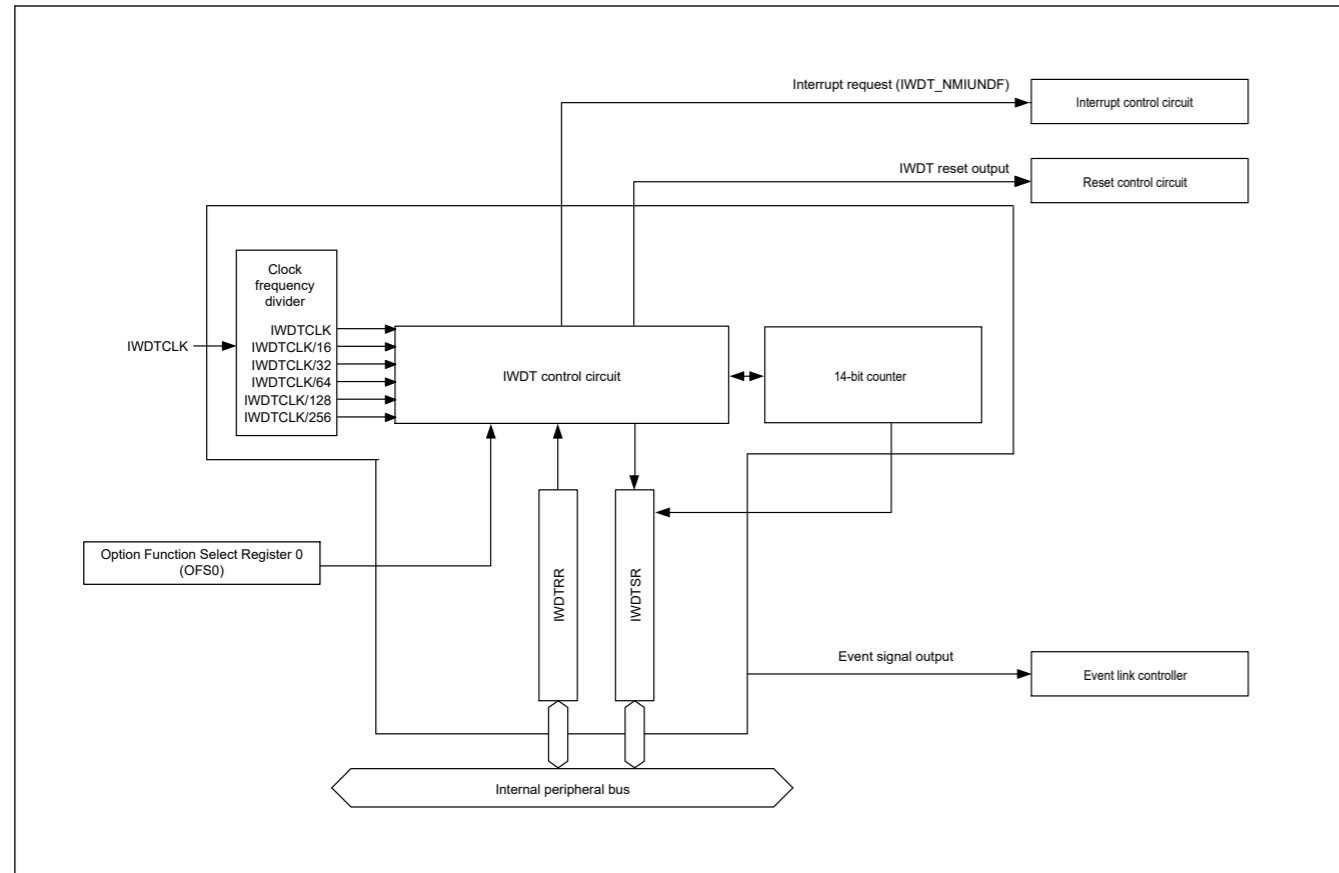 Interrupt request (IWDT_NMIUNDF)
Interrupt control circuit
IWDT reset output
Reset control circuit
Clock
frequency
divider
IWDTCLK
IWDTCLK
IWDTCLK/16
IWDTCLK/32
IWDTCLK/64
IWDTCLK/128
IWDTCLK/256
IWDT control circuit
14-bit counter
Option Function Select Register 0
(OFS0)
IWDTRR
IWDTSR
Event signal output
Event link controller
Internal peripheral bus